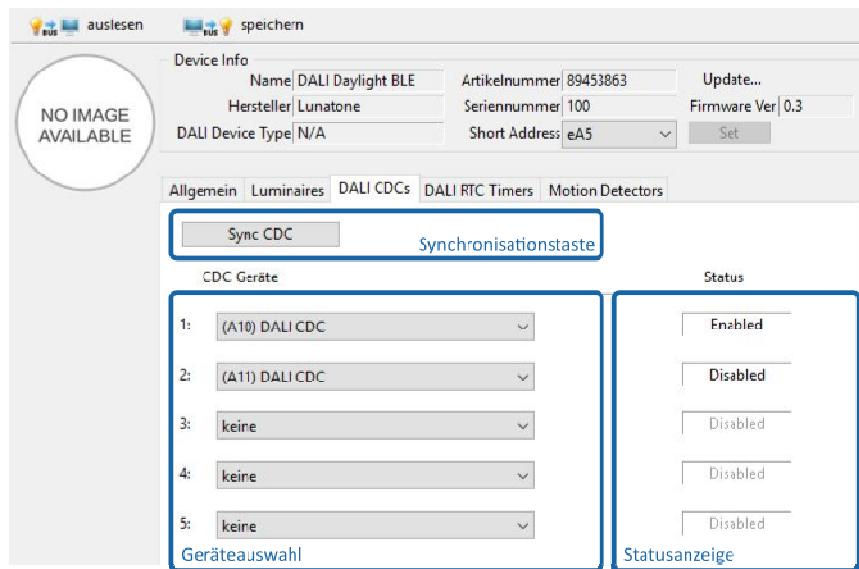 auslesen speichern
Device Info
NO IMAGE AVAILABLE
Name DALI Daylight BLE Artikelnummer 89453863 Update...
Hersteller Lunatone Seriennummer 100 Firmware Ver 0.3
DALI Device Type N/A Short Address eA5 Set
Allgemein Luminaires DALI CDCs DALI RTC Timers Motion Detectors
Sync CDC Synchronisationstaste
CDC Geräte Status
1: (A10) DALI CDC Enabled
2: (A11) DALI CDC Disabled
3: keine Disabled
4: keine Disabled
5: keine Disabled
Geräteauswahl Statusanzeige